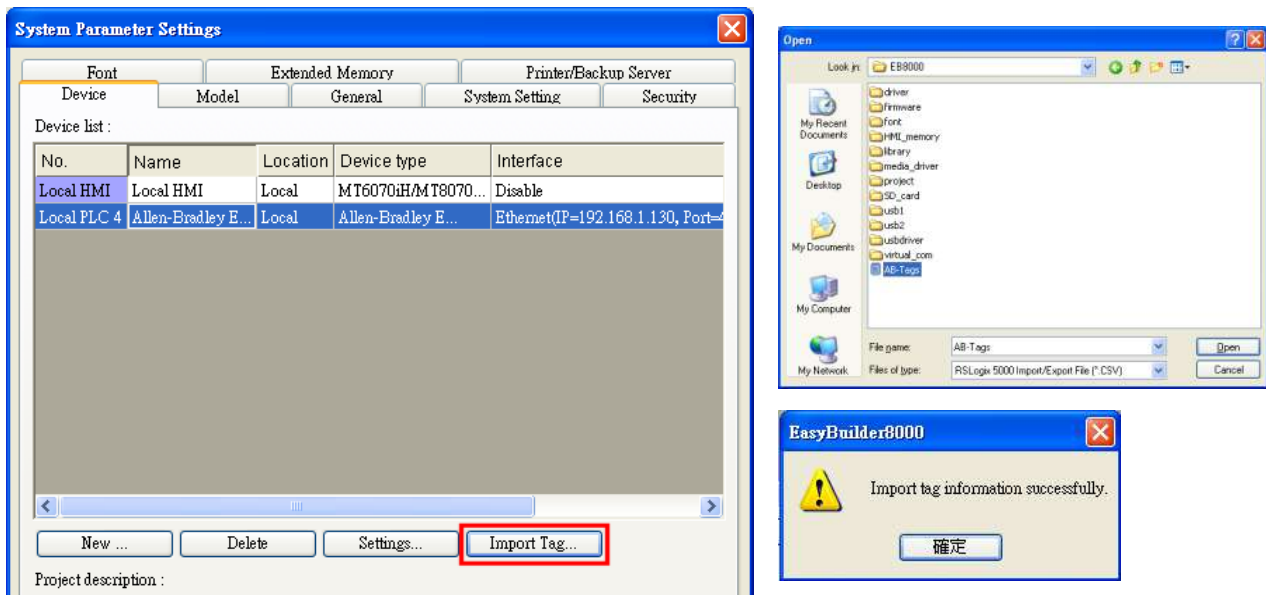 System Parameter Settings
Font Extended Memory Printer/Backup Server
Device Model General System Setting Security
Device list :
No. Name Location Device type Interface
Local HMI Local HMI Local MT6070iH/MT8070... Disable
Local PLC 4 Allen-Bradley E... Local Allen-Bradley E... Ethernet(IP=192.168.1.130, Port=4
New ... Delete Settings... Import Tag...
Project description :
Open
Look in: EB8000
My Recent Documents
Desktop
My Documents
My Computer
My Network
driver
firmware
font
HMI_memory
library
media_driver
project
SD_card
usb1
usb2
usbdriver
virtual_com
AB-Tags
File name: AB-Tags Open
Files of type: RSLogix 5000 Import/Export File (*.CSV) Cancel
EasyBuilder8000
Import tag information successfully.
確定